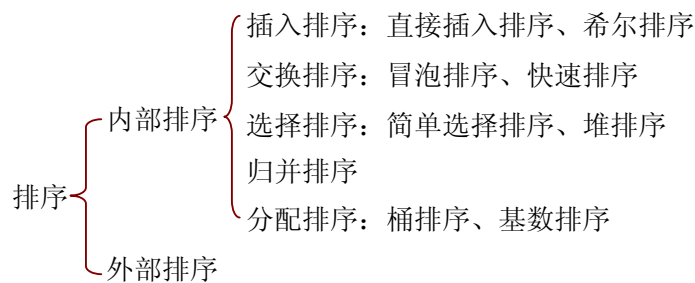 排序
内部排序
插入排序：直接插入排序、希尔排序
交换排序：冒泡排序、快速排序
选择排序：简单选择排序、堆排序
归并排序
分配排序：桶排序、基数排序
外部排序